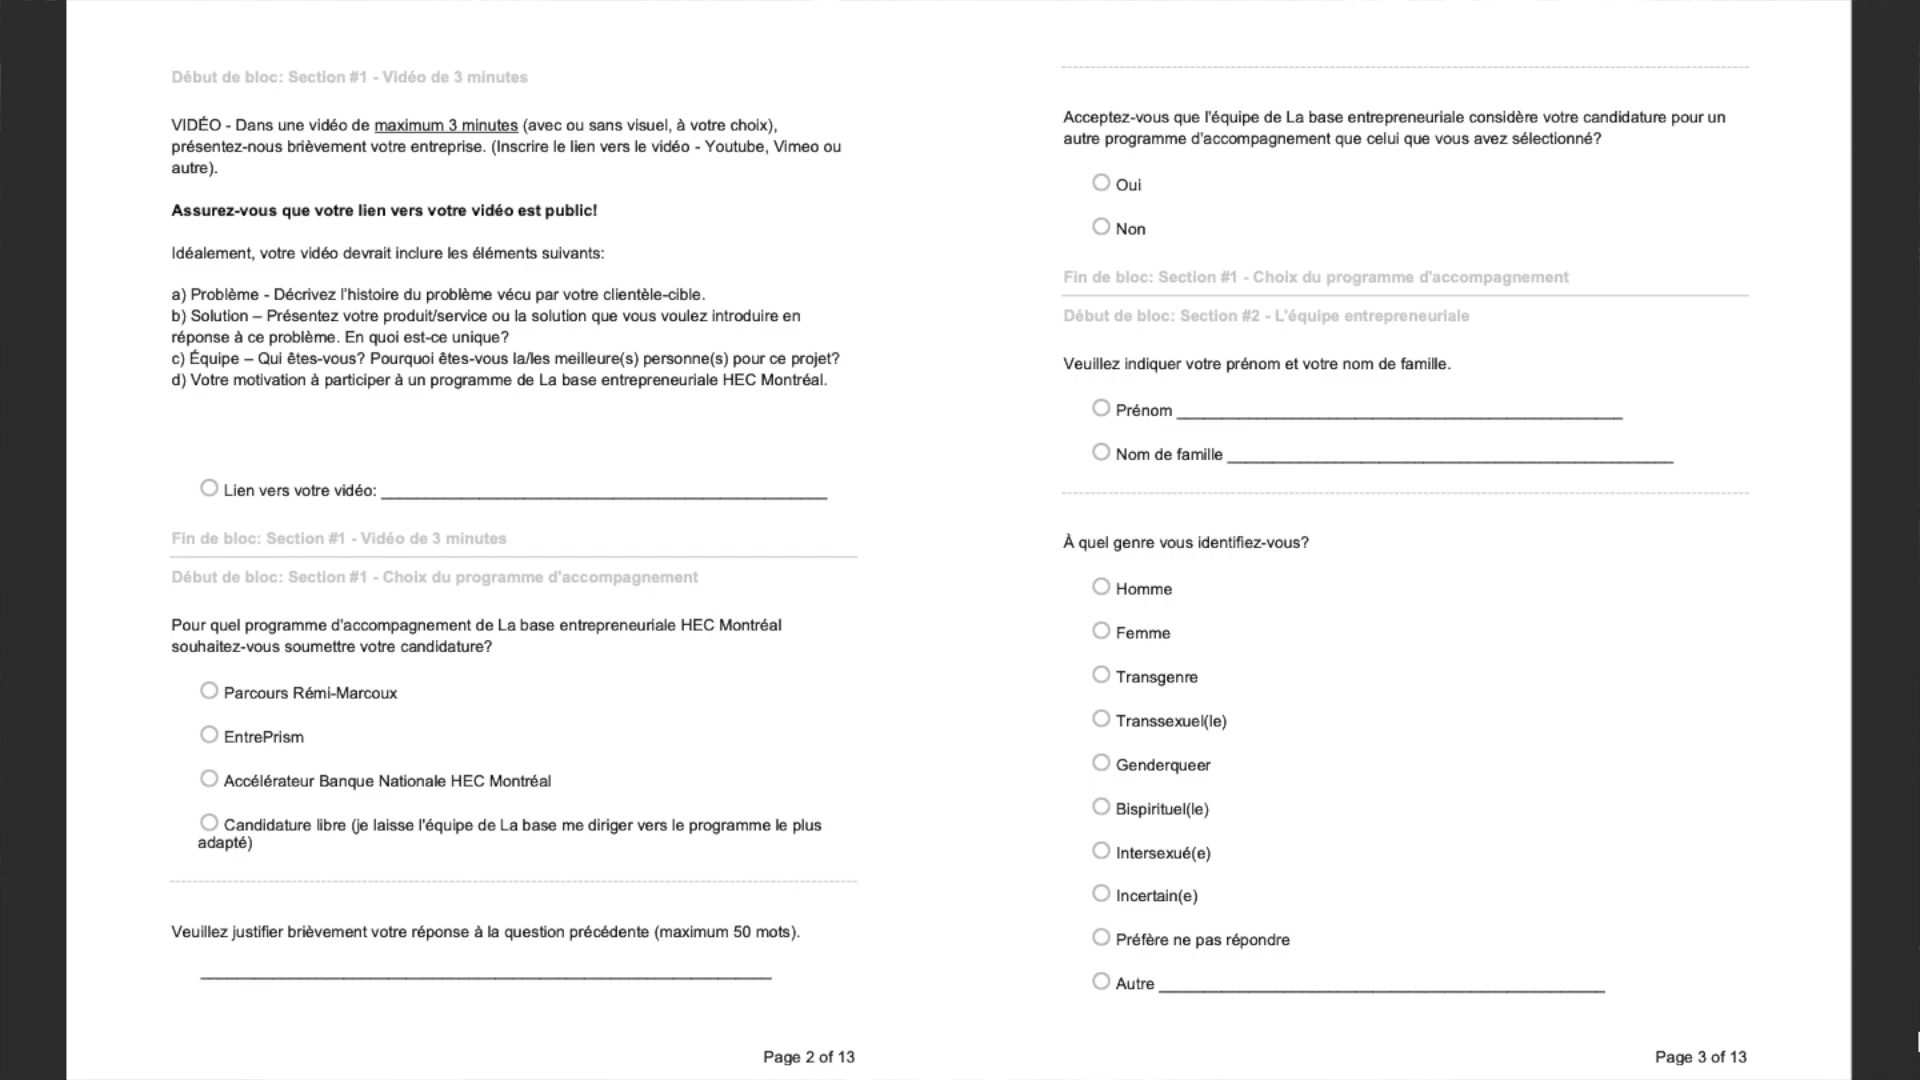 Début de bloc: Section #1 - Vidéo de 3 minutes
VIDÉO - Dans une vidéo de maximum 3 minutes (avec ou sans visuel, à votre choix),
présentez-nous brièvement votre entreprise. (Inscrire le lien vers le vidéo - Youtube, Vimeo ou
autre).
Assurez-vous que votre lien vers votre vidéo est public!
Idéalement, votre vidéo devrait inclure les éléments suivants:
a) Problème - Décrivez l'histoire du problème vécu par votre clientèle-cible.
b) Solution – Présentez votre produit/service ou la solution que vous voulez introduire en
réponse à ce problème. En quoi est-ce unique?
c) Équipe – Qui êtes-vous? Pourquoi êtes-vous la/les meilleure(s) personne(s) pour ce projet?
d) Votre motivation à participer à un programme de La base entrepreneuriale HEC Montréal.
Lien vers votre vidéo:
Fin de bloc: Section #1 - Vidéo de 3 minutes
Début de bloc: Section #1 - Choix du programme d'accompagnement
Pour quel programme d'accompagnement de La base entrepreneuriale HEC Montréal
souhaitez-vous soumettre votre candidature?
Parcours Rémi-Marcoux
EntrePrism
Accélérateur Banque Nationale HEC Montréal
Candidature libre (je laisse l'équipe de La base me diriger vers le programme le plus
adapté)
Veuillez justifier brièvement votre réponse à la question précédente (maximum 50 mots).
Page 2 of 13
Acceptez-vous que l'équipe de La base entrepreneuriale considère votre candidature pour un
autre programme d'accompagnement que celui que vous avez sélectionné?
Oui
Non
Fin de bloc: Section #1 - Choix du programme d'accompagnement
Début de bloc: Section #2 - L'équipe entrepreneuriale
Veuillez indiquer votre prénom et votre nom de famille.
Prénom
Nom de famille
À quel genre vous identifiez-vous?
Homme
Femme
Transgenre
Transsexuel(le)
Genderqueer
Bispirituel(le)
Intersexué(e)
Incertain(e)
Préfère ne pas répondre
Autre
Page 3 of 13